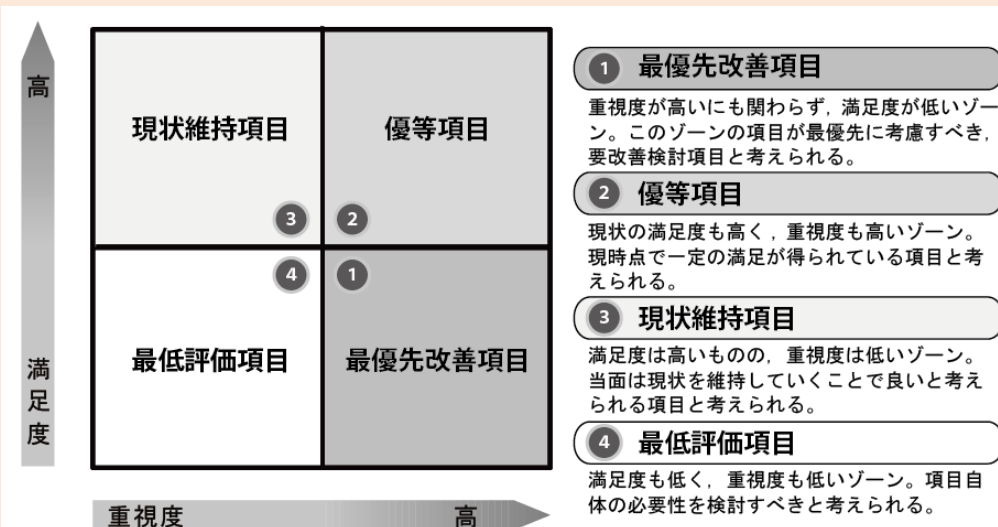 高
満足度
現状維持項目
優等項目
3
2
4
1
最低評価項目
最優先改善項目
重視度
高
1 最優先改善項目
重視度が高いにも関わらず, 満足度が低いゾー
ン。このゾーンの項目が最優先に考慮すべき,
要改善検討項目と考えられる。
2 優等項目
現状の満足度も高く, 重視度も高いゾーン。
現時点で一定の満足が得られている項目と考
えられる。
3 現状維持項目
満足度は高いものの, 重視度は低いゾーン。
当面は現状を維持していくことで良いと考え
られる項目と考えられる。
4 最低評価項目
満足度も低く, 重視度も低いゾーン。項目自
体の必要性を検討すべきと考えられる。